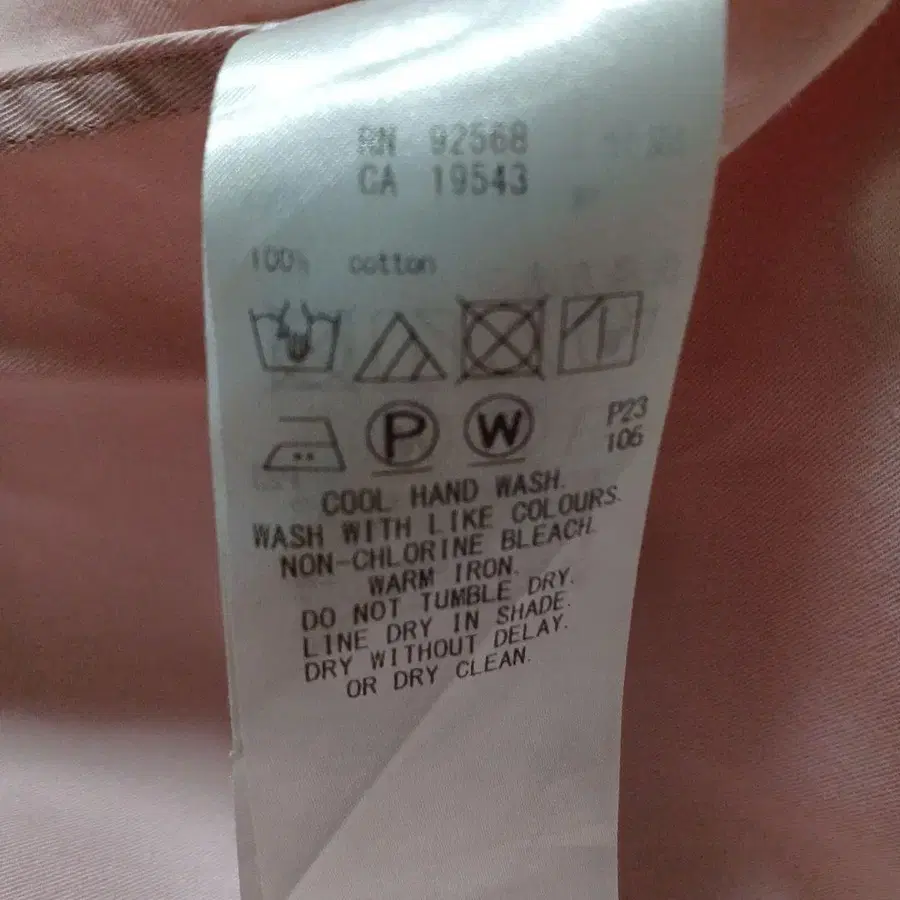 RN 92568
CA 19543
100% cotton
P
W
P23
106
COOL HAND WASH.
WASH WITH LIKE COLOURS.
NON-CHLORINE BLEACH.
WARM IRON.
DO NOT TUMBLE DRY.
LINE DRY IN SHADE.
DRY WITHOUT DELAY.
OR DRY CLEAN.